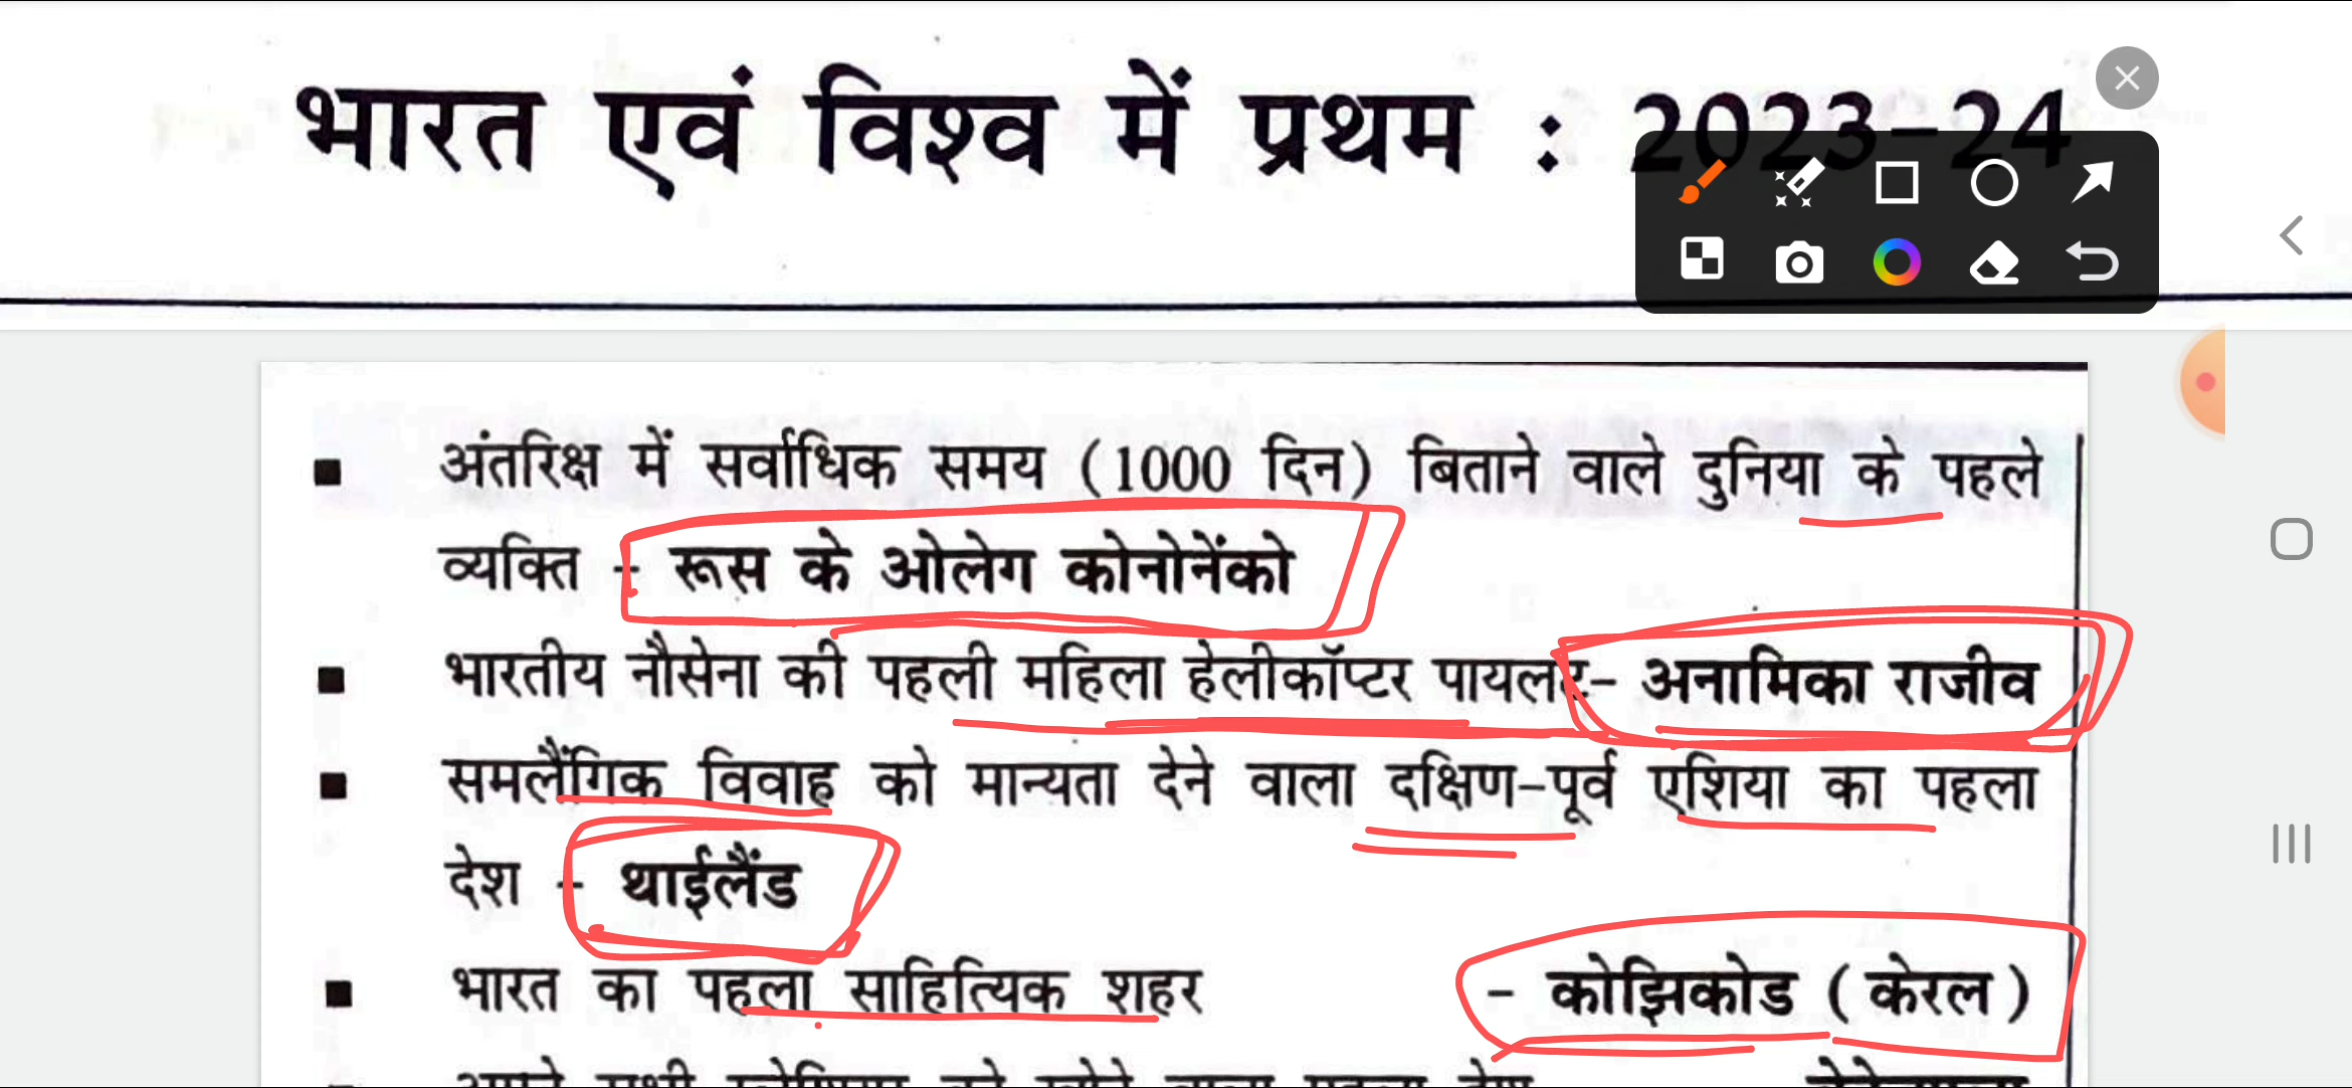 भारत एवं विश्व में प्रथम : 2023-24
■ अंतरिक्ष में सर्वाधिक समय (1000 दिन) बिताने वाले दुनिया के पहले
व्यक्ति - रूस के ओलेग कोनोनेंको
■ भारतीय नौसेना की पहली महिला हेलीकॉप्टर पायलट- अनामिका राजीव
■ समलैंगिक विवाह को मान्यता देने वाला दक्षिण-पूर्व एशिया का पहला
देश - थाईलैंड
■ भारत का पहला साहित्यिक शहर - कोझिकोड (केरल)